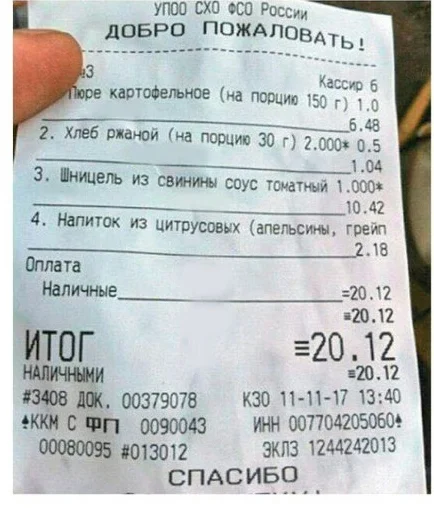 УПОО СХО ФСО России
ДОБРО ПОЖАЛОВАТЬ!
№3
Кассир 6
Пюре картофельное (на порцию 150 г) 1.0
6.48
2. Хлеб ржаной (на порцию 30 г) 2.000* 0.5
1.04
3. Шницель из свинины соус томатный 1.000*
10.42
4. Напиток из цитрусовых (апельсины, грейп
2.18
Оплата
Наличные ≡20.12
≡20.12
ИТОГ ≡20.12
НАЛИЧНЫМИ ≡20.12
#3408 ДОК. 00379078 К30 11-11-17 13:40
ККМ С ФП 0090043 ИНН 007704205060
00080095 #013012 ЭКЛЗ 1244242013
СПАСИБО